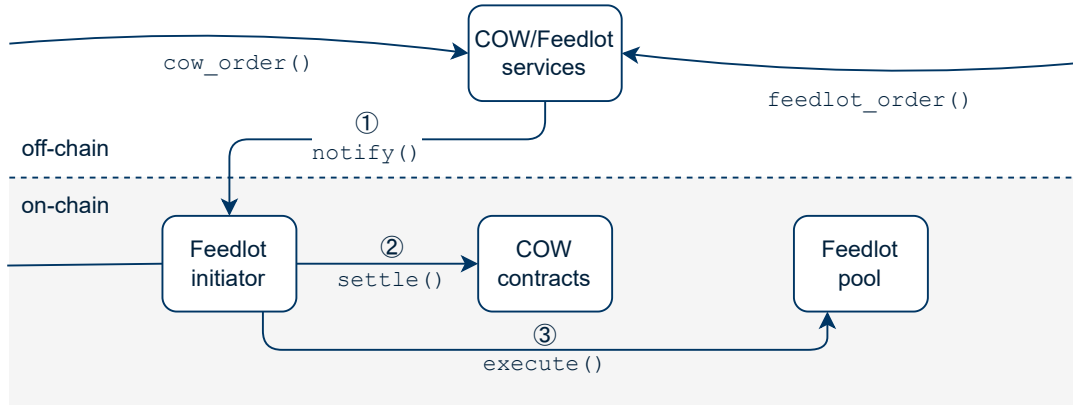 COW/Feedlot
services
cow_order()
feedlot_order()
①
notify()
off-chain
on-chain
Feedlot
initiator
②
settle()
COW
contracts
Feedlot
pool
③
execute()